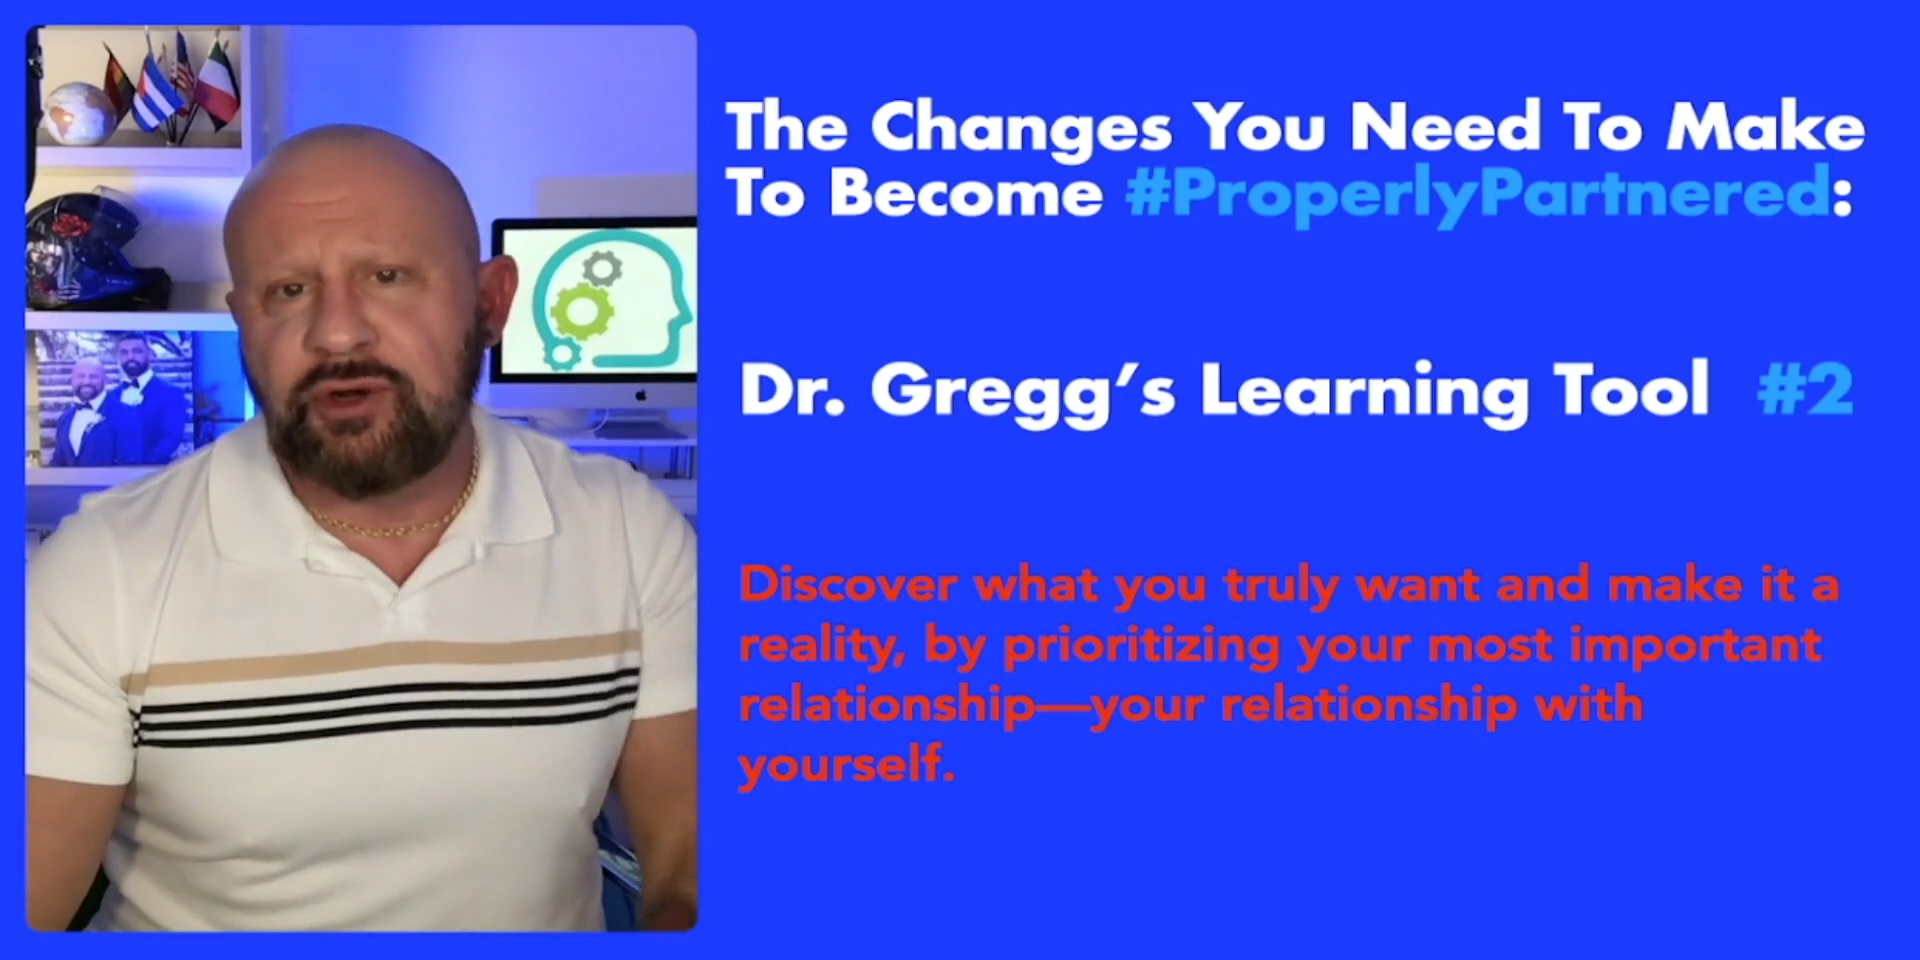 The Changes You Need To Make
To Become #ProperlyPartnered:
Dr. Gregg’s Learning Tool #2
Discover what you truly want and make it a
reality, by prioritizing your most important
relationship—your relationship with
yourself.